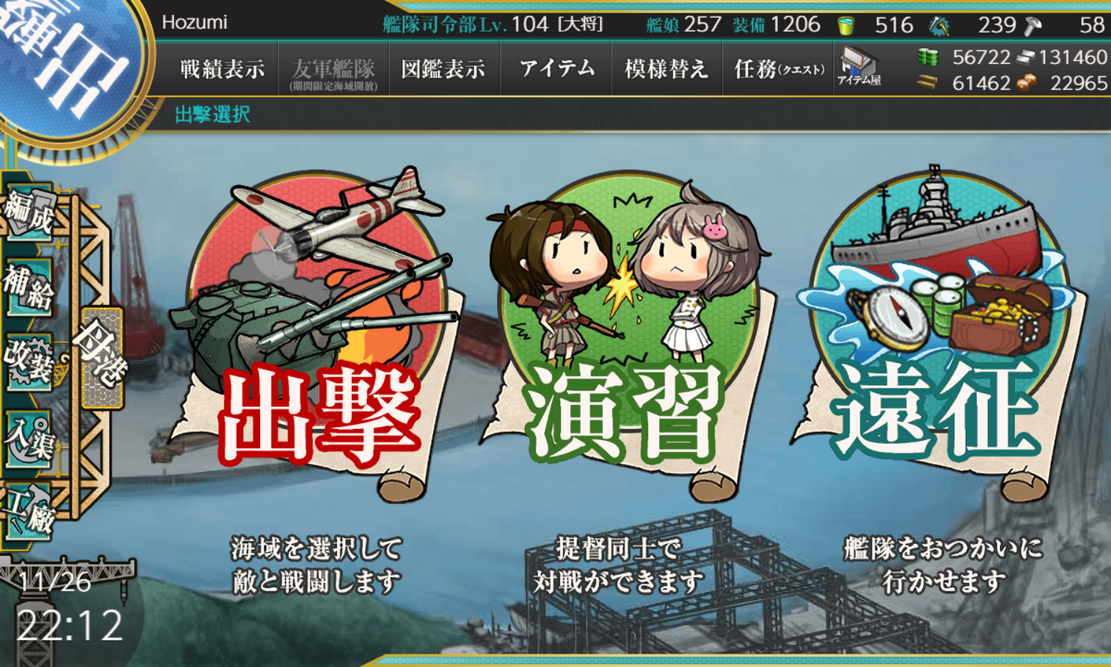 Hozumi
艦隊司令部Lv.104 [大将]
艦娘 257 装備 1206 516 239 58
戦績表示
友軍艦隊
(期間限定海域開放)
図鑑表示
アイテム
模様替え
任務(クエスト)
アイテム屋
56722 131460
61462 22965
出撃選択
編成
補給
改装
入渠
工廠
母港
出撃
海域を選択して
敵と戦闘します
演習
提督同士で
対戦ができます
遠征
艦隊をおつかいに
行かせます
11/26
22:12